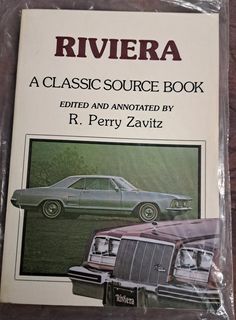 RIVIERA
A CLASSIC SOURCE BOOK
EDITED AND ANNOTATED BY
R. Perry Zavitz
Riviera